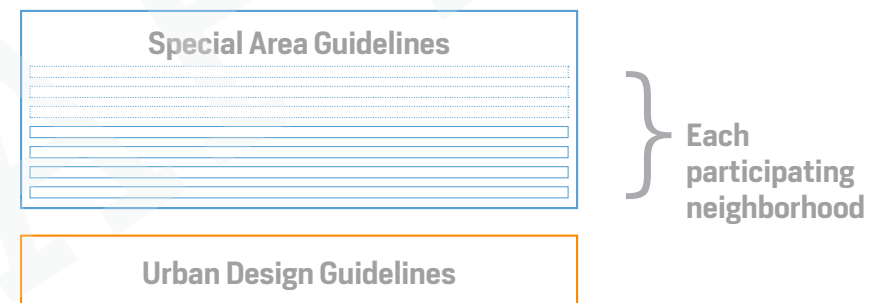 Special Area Guidelines
Each
participating
neighborhood
Urban Design Guidelines